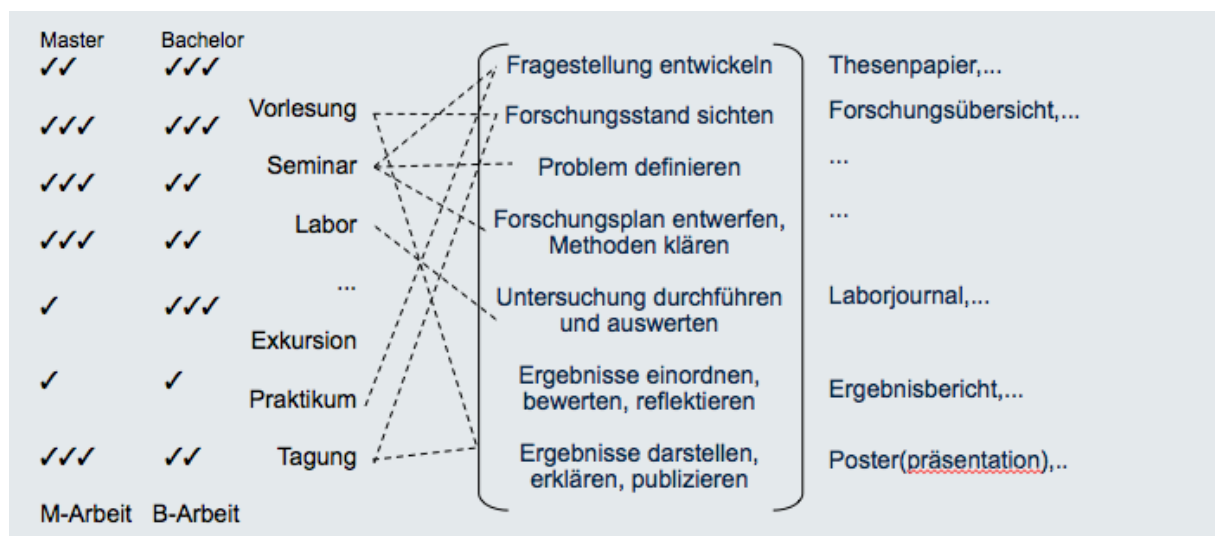 Master Bachelor
✓✓ ✓✓✓ Fragestellung entwickeln Thesenpapier,...
Vorlesung
✓✓✓ ✓✓✓ Forschungsstand sichten Forschungsübersicht,...
Seminar Problem definieren ...
✓✓✓ ✓✓
Labor Forschungsplan entwerfen, ...
✓✓✓ ✓✓ Methoden klären
...
✓ ✓✓✓ Untersuchung durchführen Laborjournal,...
und auswerten
Exkursion
✓ ✓ Ergebnisse einordnen, Ergebnisbericht,...
Praktikum bewerten, reflektieren
✓✓✓ ✓✓ Tagung Ergebnisse darstellen, Poster(präsentation),..
erklären, publizieren
M-Arbeit B-Arbeit